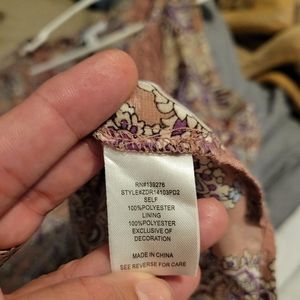 RN#139276
STYLE#ZDR14103PD2
SELF
100%POLYESTER
LINING
100%POLYESTER
EXCLUSIVE OF
DECORATION
MADE IN CHINA
SEE REVERSE FOR CARE